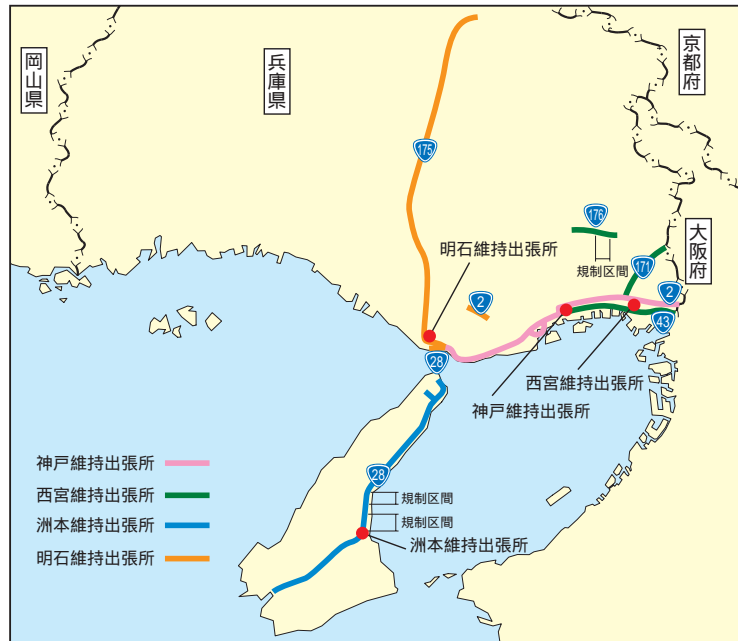 岡山県
兵庫県
京都府
大阪府
175
176
規制区間
171
明石維持出張所
2
2
43
28
西宮維持出張所
神戸維持出張所
28
規制区間
規制区間
洲本維持出張所
神戸維持出張所
西宮維持出張所
洲本維持出張所
明石維持出張所